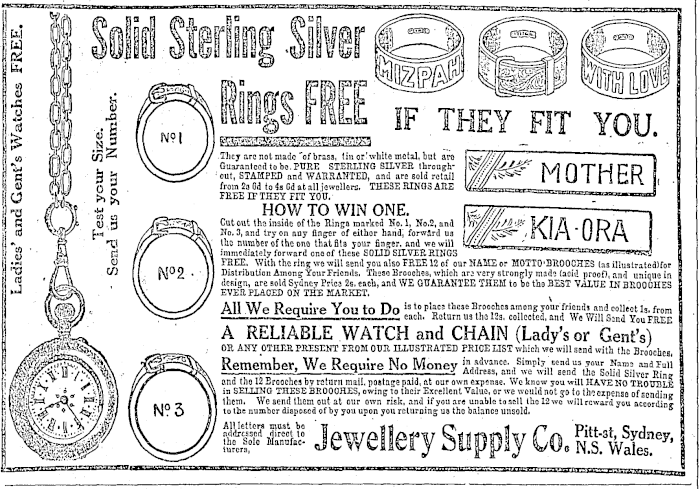 Ladies' and Gent's Watches FREE.
Test your Size.
Send us your Number.
Solid Sterling Silver
Rings FREE
MIZPAH
WITH LOVE
IF THEY FIT YOU.
No 1
They are not made of brass, tin or white metal, but are
Guaranteed to be PURE STERLING SILVER through-
out, STAMPED and WARRANTED, and are sold retail
from 2s 6d to 4s 6d at all jewellers. THESE RINGS ARE
FREE IF THEY FIT YOU.
MOTHER
KIA-ORA
HOW TO WIN ONE.
Cut out the inside of the Rings marked No. 1, No.2, and
No. 3, and try on any finger of either hand, forward us
the number of the one that fits your finger, and we will
immediately forward one of these SOLID SILVER RINGS
FREE. With the ring we will send you also FREE 12 of our NAME or MOTTO BROOCHES (as illustrated) for
Distribution Among Your Friends. These Brooches, which are very strongly made (acid proof), and unique in
design, are sold Sydney Price 2s. each, and WE GUARANTEE THEM to be the BEST VALUE IN BROOCHES
EVER PLACED ON THE MARKET.
No 2
All We Require You to Do is to place these Brooches among your friends and collect 1s. from
each. Return us the 12s. collected, and We Will Send You FREE
A RELIABLE WATCH and CHAIN (Lady's or Gent's)
OR ANY OTHER PRESENT FROM OUR ILLUSTRATED PRICE LIST which we will send with the Brooches.
Remember, We Require No Money in advance. Simply send us your Name and Full
Address, and we will send the Solid Silver Ring
and the 12 Brooches by return mail, postage paid, at our own expense. We know you will HAVE NO TROUBLE
in SELLING THESE BROOCHES, owing to their Excellent Value, or we would not go to the expense of sending
them. We send them out at our own risk, and if you are unable to sell the 12 we will reward you according
to the number disposed of by you upon you returning us the balance unsold.
No 3
All letters must be
addressed direct to
the Sole Manufac-
turers,
Jewellery Supply Co.
Pitt-st, Sydney,
N.S. Wales.